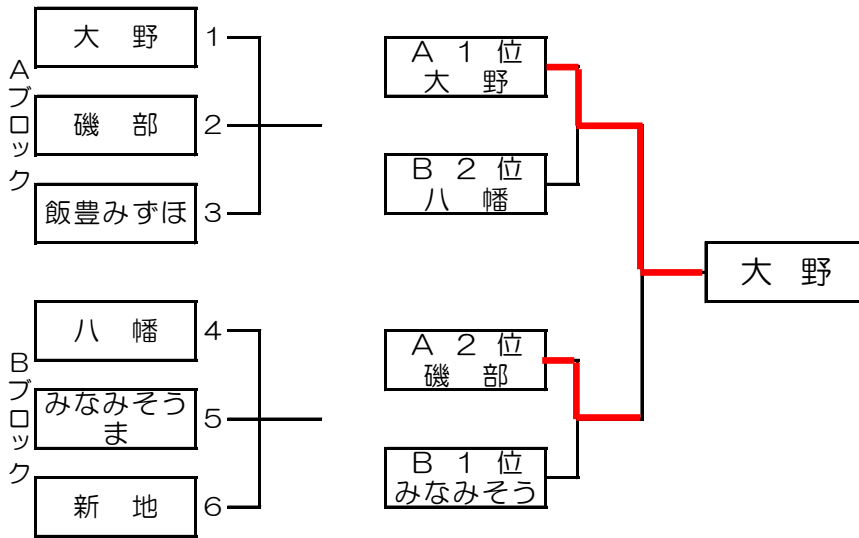 Aブロック
大　野
1
磯　部
2
飯豊みずほ
3
Bブロック
八　幡
4
みなみそう
ま
5
新　地
6
A　1　位
大　野
B　2　位
八　幡
A　2　位
磯　部
B　1　位
みなみそう
大　野